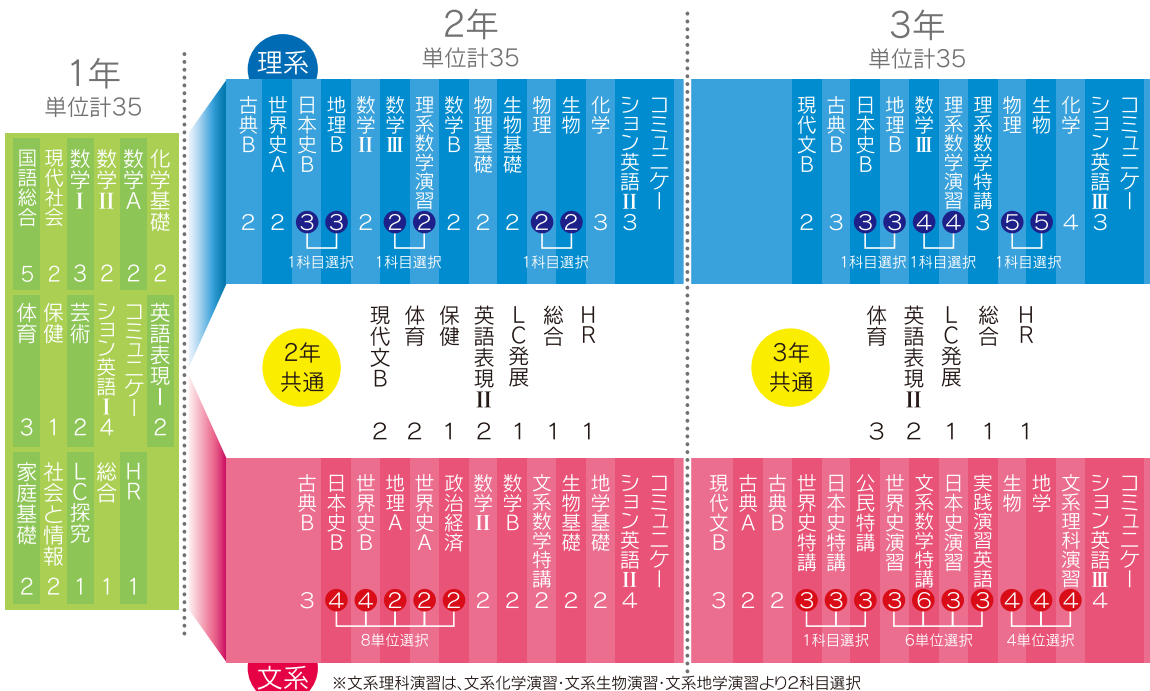 1年
単位計35
国語総合 5
現代社会 2
数学Ⅰ 3
数学Ⅱ 2
数学A 2
化学基礎 2
体育 3
保健 1
芸術 2
コミュニケーション英語Ⅰ 4
英語表現Ⅰ 2
家庭基礎 2
社会と情報 2
LC探究 1
総合 1
HR 1
2年
単位計35
理系
古典B 2
世界史A 2
日本史B 3
地理B 3
1科目選択
数学Ⅱ 2
数学Ⅲ 2
理系数学演習 2
1科目選択
数学B 2
物理基礎 2
生物基礎 2
物理 2
生物 2
1科目選択
化学 3
コミュニケーション英語Ⅱ 3
2年共通
現代文B 2
体育 2
保健 1
英語表現Ⅱ 2
LC発展 1
総合 1
HR 1
古典B 3
日本史B 4
世界史B 4
地理A 2
世界史A 2
政治経済 2
8単位選択
数学Ⅱ 2
数学B 2
文系数学特講 2
生物基礎 2
地学基礎 2
コミュニケーション英語Ⅱ 4
文系
3年
単位計35
現代文B 2
古典B 3
日本史B 3
地理B 3
1科目選択
数学Ⅲ 4
理系数学演習 4
1科目選択
理系数学特講 3
物理 5
生物 5
1科目選択
化学 4
コミュニケーション英語Ⅲ 3
3年共通
体育 3
英語表現Ⅱ 2
LC発展 1
総合 1
HR 1
現代文B 3
古典A 2
古典B 2
世界史特講 3
日本史特講 3
公民特講 3
1科目選択
世界史演習 3
文系数学特講 6
日本史演習 3
実践演習英語 3
6単位選択
生物 4
地学 4
文系理科演習 4
4単位選択
コミュニケーション英語Ⅲ 4
※文系理科演習は、文系化学演習・文系生物演習・文系地学演習より2科目選択